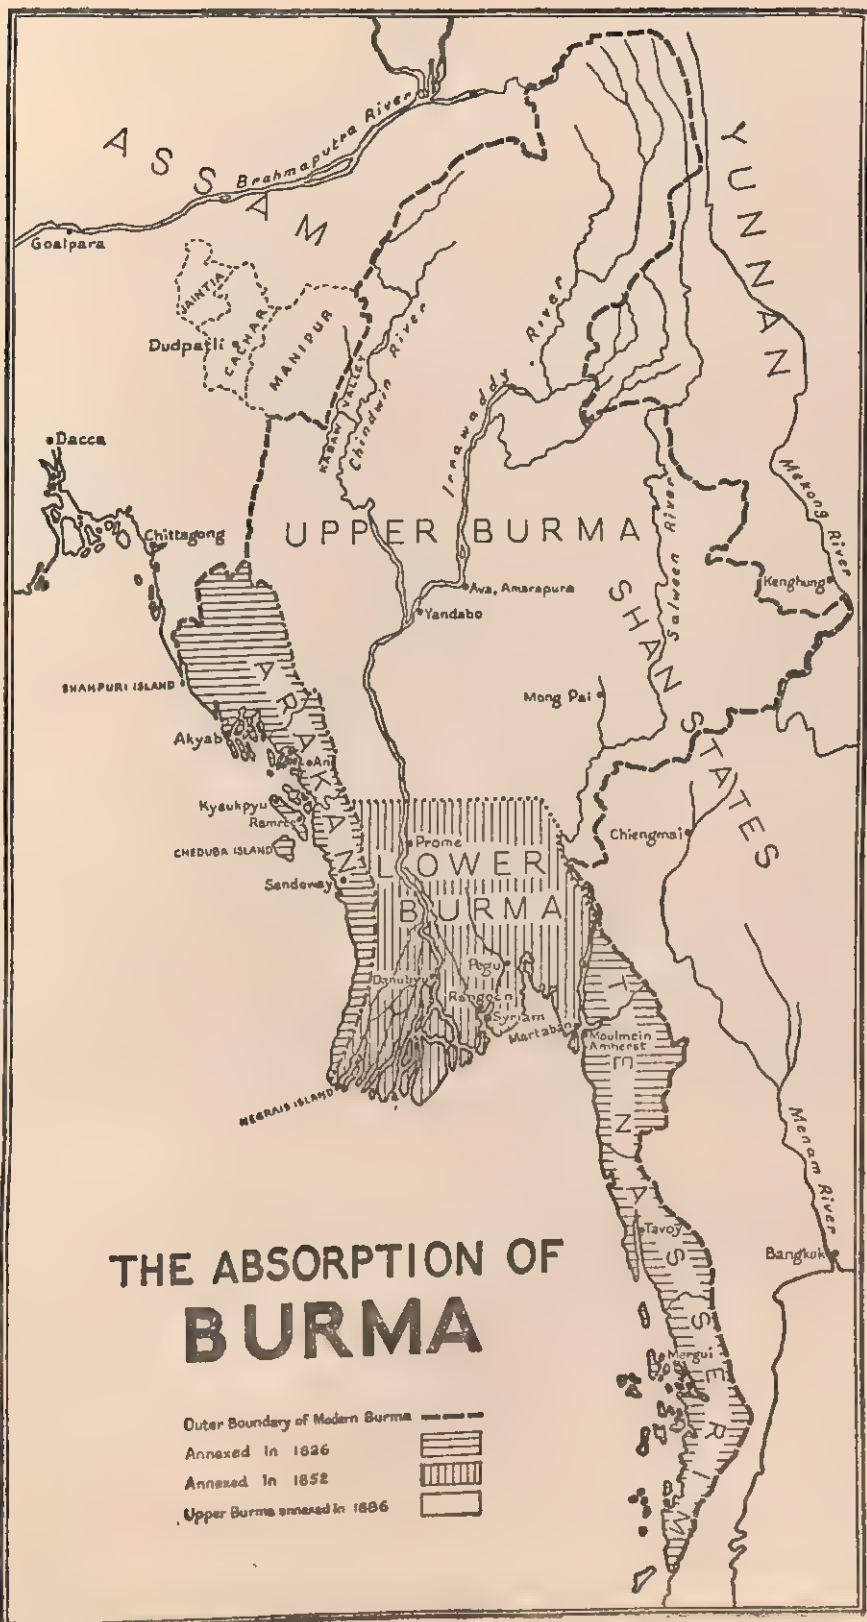 ASSAM
Brahmaputra River
YUNNAN
Goalpara
JAINTIA
Dudpatli
CACHAR
MANIPUR
KABAW VALLEY
Chindwin River
Irrawaddy River
Dacca
Mekong River
Chittagong
UPPER BURMA
Salween River
Kenghung
Ava, Amarapura
Yandabo
SHAN STATES
SHAHPURI ISLAND
Mong Pai
ARAKAN
Akyab
An
Kyaukpyu
Ramree
Chiengmai
CHEDUBA ISLAND
Prome
LOWER
BURMA
Sandoway
Pegu
Danubyu
Rangoon
Syriam
Martaban
Moulmein
Amherst
NEGRAIS ISLAND
TENASSERIM
Menam River
Tavoy
Bangkok
Mergui
THE ABSORPTION OF
BURMA
Outer Boundary of Modern Burma
Annexed in 1826
Annexed in 1852
Upper Burma annexed in 1886